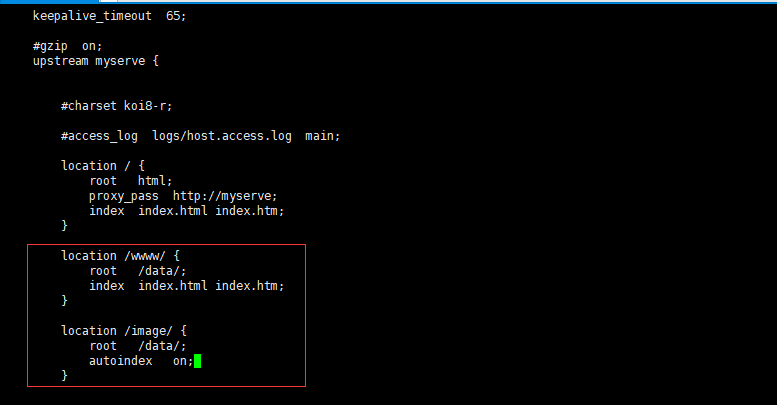 keepalive_timeout  65;
#gzip  on;
upstream myserve {
#charset koi8-r;
#access_log  logs/host.access.log  main;
location / {
root   html;
proxy_pass  http://myserve;
index  index.html index.htm;
}
location /wwww/ {
root   /data/;
index  index.html index.htm;
}
location /image/ {
root   /data/;
autoindex   on;
}